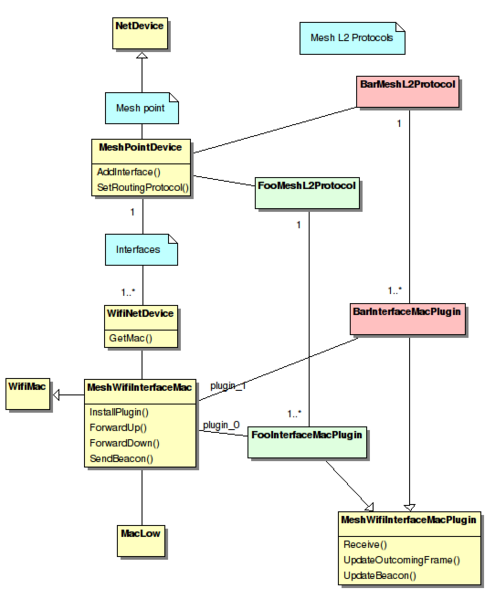 NetDevice
Mesh L2 Protocols
Mesh point
BarMeshL2Protocol
1
MeshPointDevice
AddInterface()
SetRoutingProtocol()
FooMeshL2Protocol
1
1
Interfaces
1..*
1..*
WifiNetDevice
GetMac()
BarInterfaceMacPlugin
WifiMac
MeshWifiInterfaceMac
InstallPlugin()
ForwardUp()
ForwardDown()
SendBeacon()
plugin_1
plugin_0
1..*
FooInterfaceMacPlugin
MacLow
MeshWifiInterfaceMacPlugin
Receive()
UpdateOutcomingFrame()
UpdateBeacon()